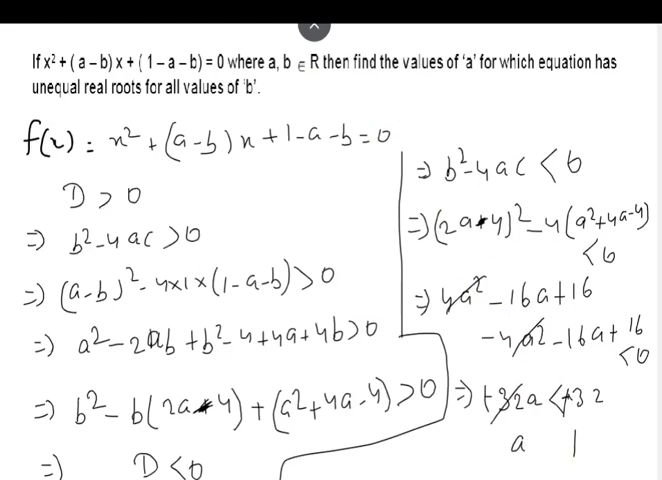 If x² + ( a – b) x + ( 1 – a – b) = 0 where a, b ∈ R then find the values of 'a' for which equation has
unequal real roots for all values of 'b'.
f(x) : x² + (a-b)x + 1-a-b = 0
D > 0
⇒ b²-4ac > 0
⇒ (a-b)² - 4×1×(1-a-b) > 0
⇒ a² - 2ab + b² - 4 + 4a + 4b > 0
⇒ b² - b(2a-4) + (a²+4a-4) > 0
⇒ D < 0
⇒ b²-4ac < 0
⇒ (2a-4)² - 4(a²+4a-4)
< 0
⇒ 4a² - 16a + 16
- 4a² - 16a + 16
< 0
⇒ +32a < +32
a 1